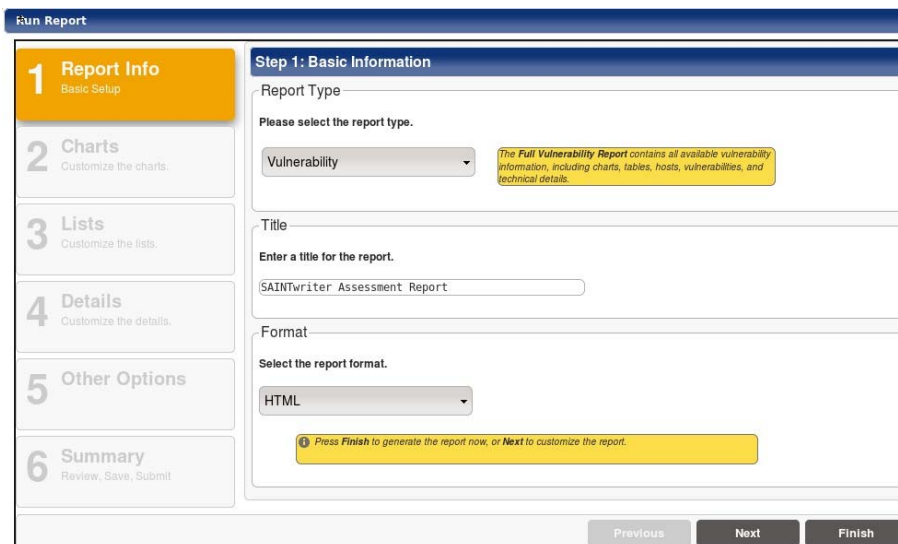 Run Report
1 Report Info
Basic Setup
2 Charts
Customize the charts.
3 Lists
Customize the lists.
4 Details
Customize the details.
5 Other Options
6 Summary
Review, Save, Submit
Step 1: Basic Information
Report Type
Please select the report type.
Vulnerability
The Full Vulnerability Report contains all available vulnerability
information, including charts, tables, hosts, vulnerabilities, and
technical details.
Title
Enter a title for the report.
SAINTwriter Assessment Report
Format
Select the report format.
HTML
Press Finish to generate the report now, or Next to customize the report.
Previous
Next
Finish